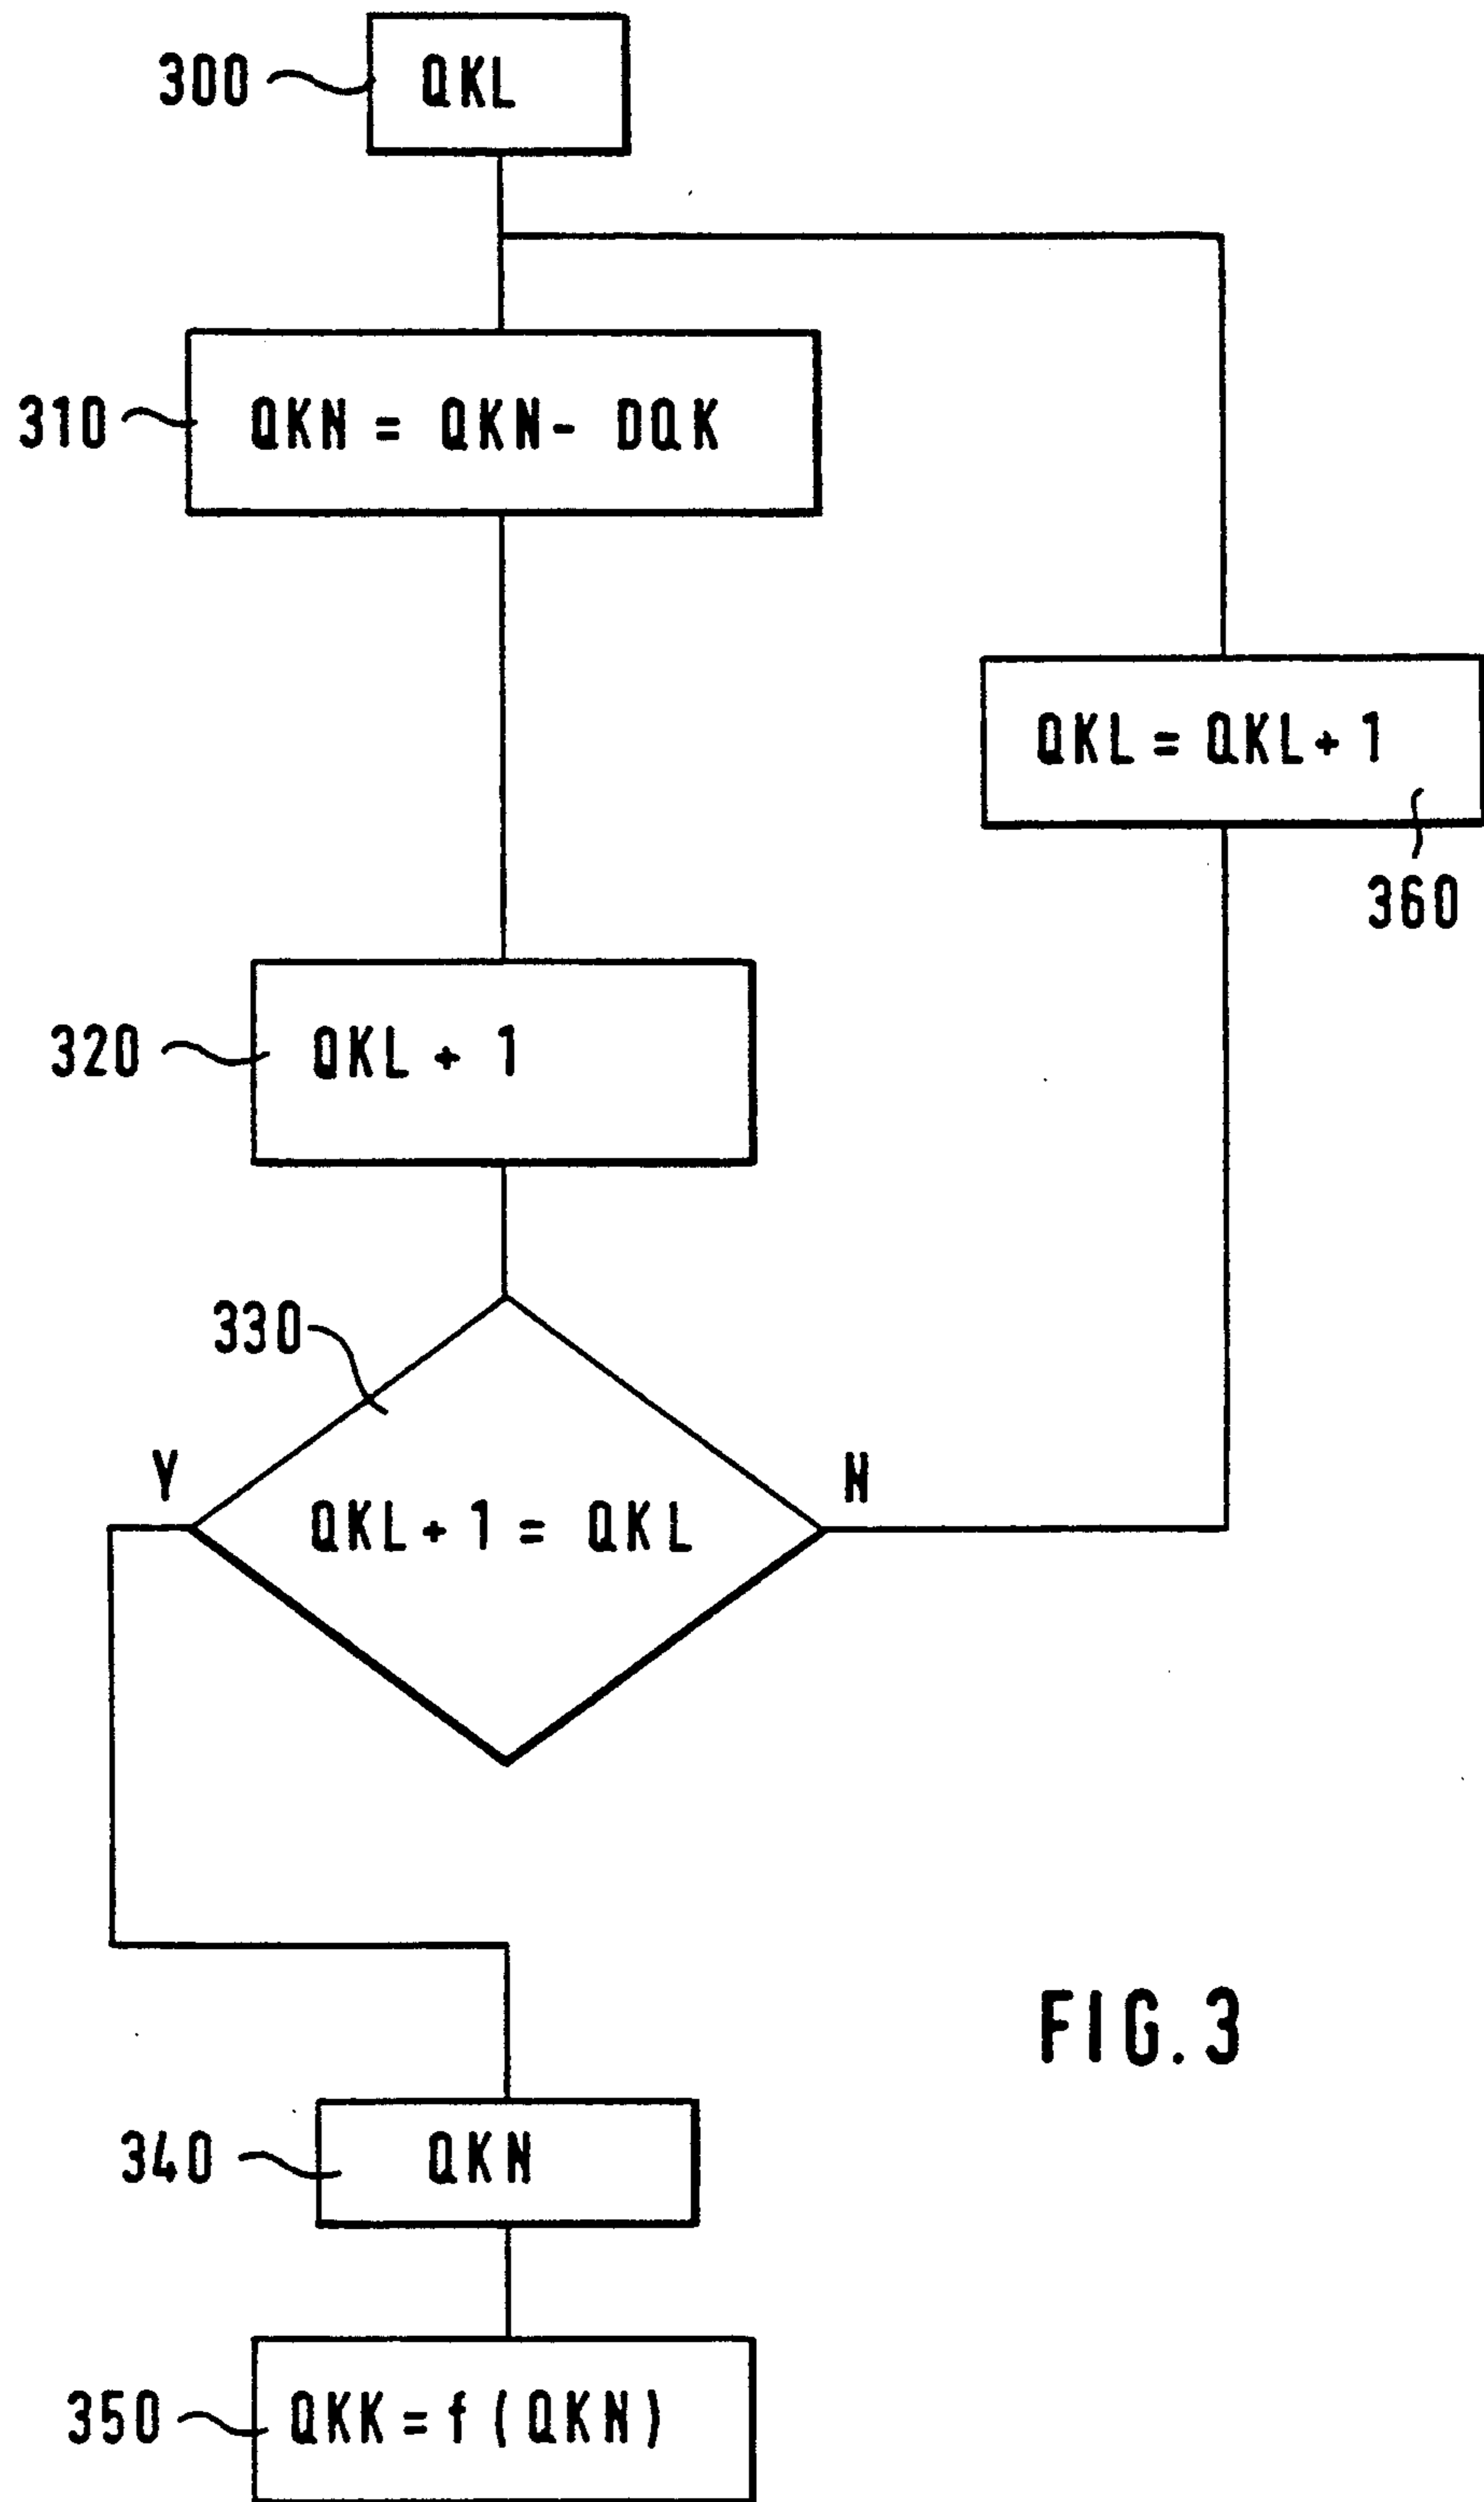 300
QKL
310
QKN = QKN - DQK
QKL = QKL + 1
360
320
QKL + 1
330
Y
N
QKL + 1 = QKL
FIG.3
340
QKN
350
QKK = f ( QKN )